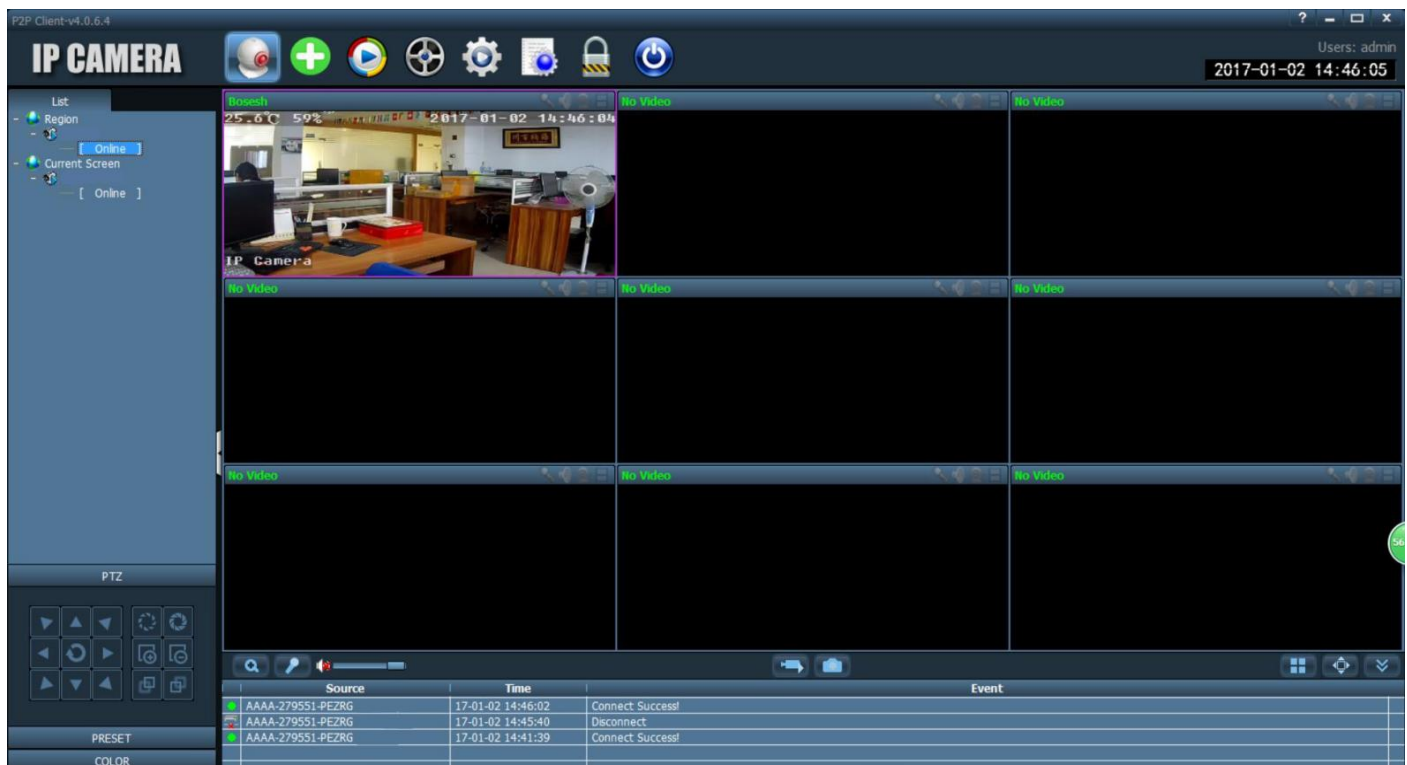 P2P Client-v4.0.6.4
?
IP CAMERA
Users: admin
2017-01-02 14:46:05
List
Region
[ Online ]
Current Screen
[ Online ]
Bosesh
No Video
No Video
25.6℃ 59% 2017-01-02 14:46:04
IP Camera
No Video
No Video
No Video
No Video
No Video
No Video
56
PTZ
PRESET
COLOR
Source Time Event
AAAA-279551-PEZRG 17-01-02 14:46:02 Connect Success!
AAAA-279551-PEZRG 17-01-02 14:45:40 Disconnect
AAAA-279551-PEZRG 17-01-02 14:41:39 Connect Success!